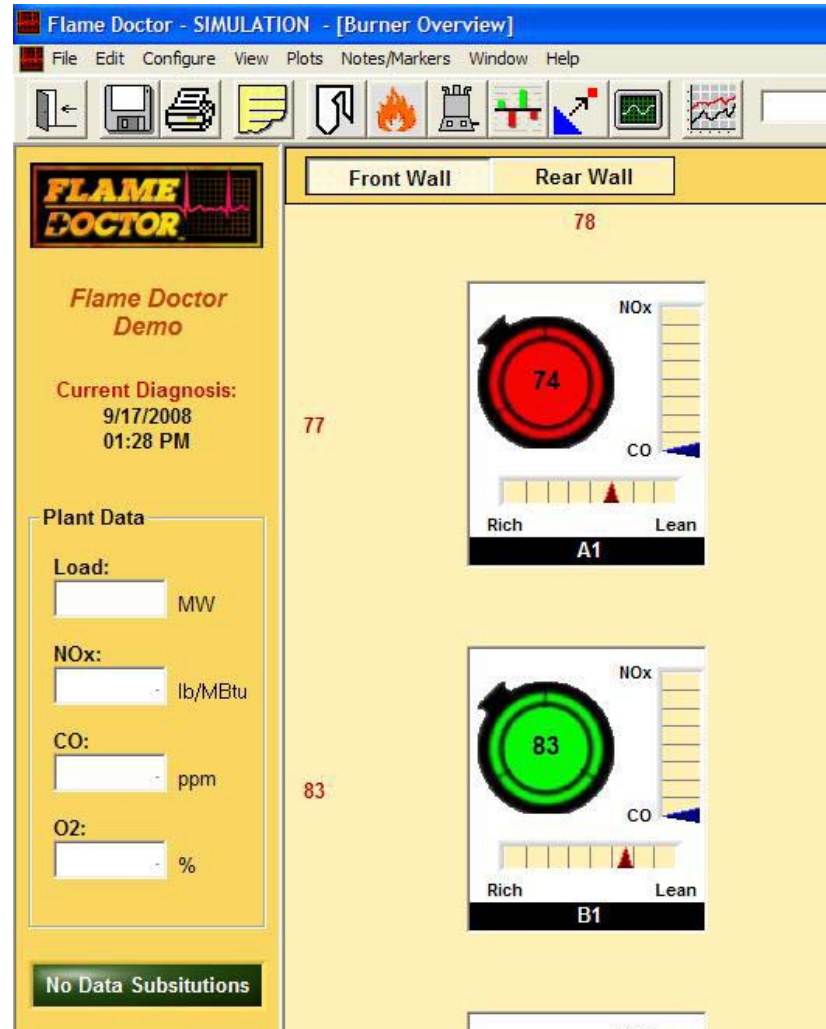 Flame Doctor - SIMULATION - [Burner Overview]
File Edit Configure View Plots Notes/Markers Window Help
FLAME
DOCTOR
Flame Doctor
Demo
Current Diagnosis:
9/17/2008
01:28 PM
Plant Data
Load:
MW
NOx:
- lb/MBtu
CO:
- ppm
O2:
- %
No Data Subsitutions
Front Wall Rear Wall
78
77
NOx
74
CO
Rich Lean
A1
83
NOx
83
CO
Rich Lean
B1